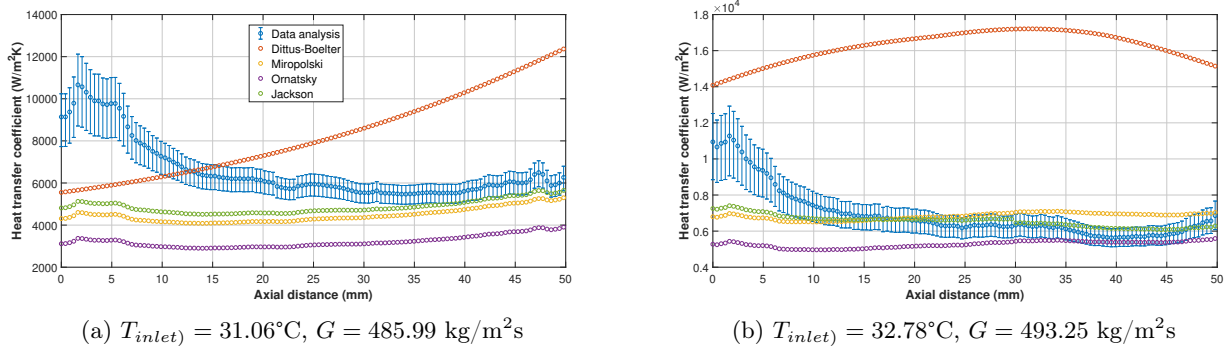 14000
12000
10000
8000
6000
4000
2000
Heat transfer coefficient (W/m²K)
0 5 10 15 20 25 30 35 40 45 50
Axial distance (mm)
Data analysis
Dittus-Boelter
Miropolski
Ornatsky
Jackson
(a) T_{inlet)} = 31.06°C, G = 485.99 kg/m²s
×10⁴
1.8
1.6
1.4
1.2
1
0.8
0.6
0.4
Heat transfer coefficient (W/m²K)
0 5 10 15 20 25 30 35 40 45 50
Axial distance (mm)
(b) T_{inlet)} = 32.78°C, G = 493.25 kg/m²s